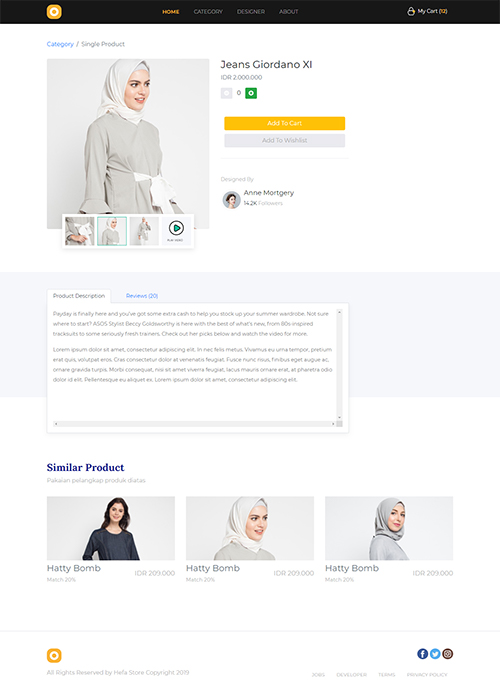 HOME CATEGORY DESIGNER ABOUT
My Cart (12)
Category / Single Product
Jeans Giordano XI
IDR 2.000.000
0
Add To Cart
Add To Wishlist
Designed By
Anne Mortgery
14.2K Followers
PLAY VIDEO
Product Description
Reviews (20)
Payday is finally here and you've got some extra cash to help you stock up your summer wardrobe. Not sure
where to start? ASOS Stylist Beccy Goldsworthy is here with the best of what's new, from 80s-inspired
tracksuits to some seriously fresh trainers. Check out her picks below and watch the video for more.
Lorem ipsum dolor sit amet, consectetur adipiscing elit. In nec felis metus. Vivamus eu urna tempus, pretium
erat quis, volutpat eros. Cras consectetur dolor at venenatis feugiat. Fusce nunc risus, finibus eget augue ac,
ornare gravida turpis. Morbi consequat, nisi sit amet viverra feugiat, lacus mauris ornare erat, at pharetra odio
dolor id elit. Pellentesque eu aliquet ex. Lorem ipsum dolor sit amet, consectetur adipiscing elit.
Similar Product
Pakaian pelangkap produk diatas
Hatty Bomb
IDR 209.000
Match 20%
Hatty Bomb
IDR 209.000
Match 20%
Hatty Bomb
IDR 209.000
Match 20%
All Rights Reserved by Hefa Store Copyright 2019
JOBS DEVELOPER TERMS PRIVACY POLICY